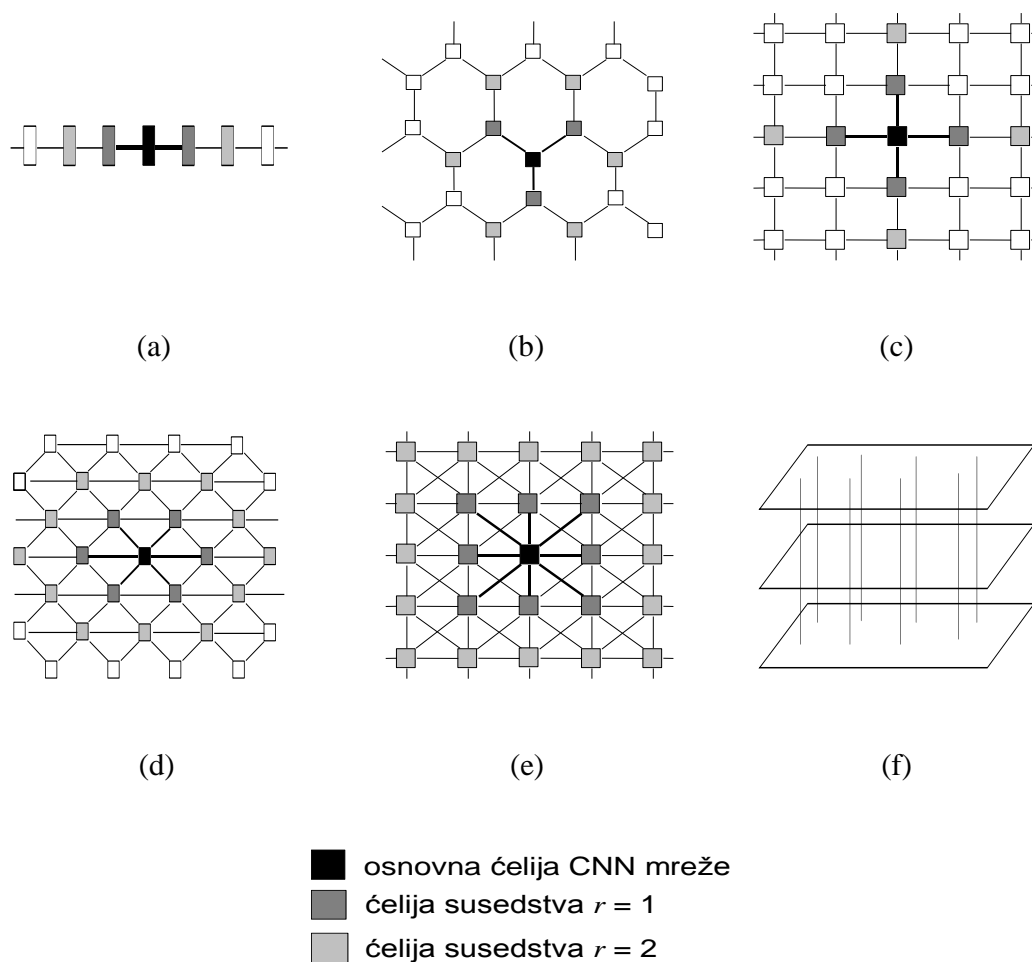 (a) (b) (c)
(d) (e) (f)
osnovna ćelija CNN mreže
ćelija susedstva r = 1
ćelija susedstva r = 2